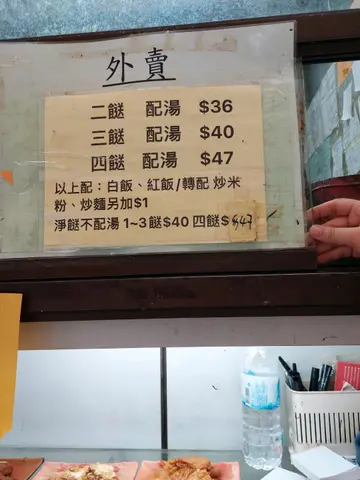 外賣
二餸 配湯 $36
三餸 配湯 $40
四餸 配湯 $47
以上配：白飯、紅飯/轉配 炒米
粉、炒麵另加$1
淨餸不配湯 1~3餸$40 四餸$ $47